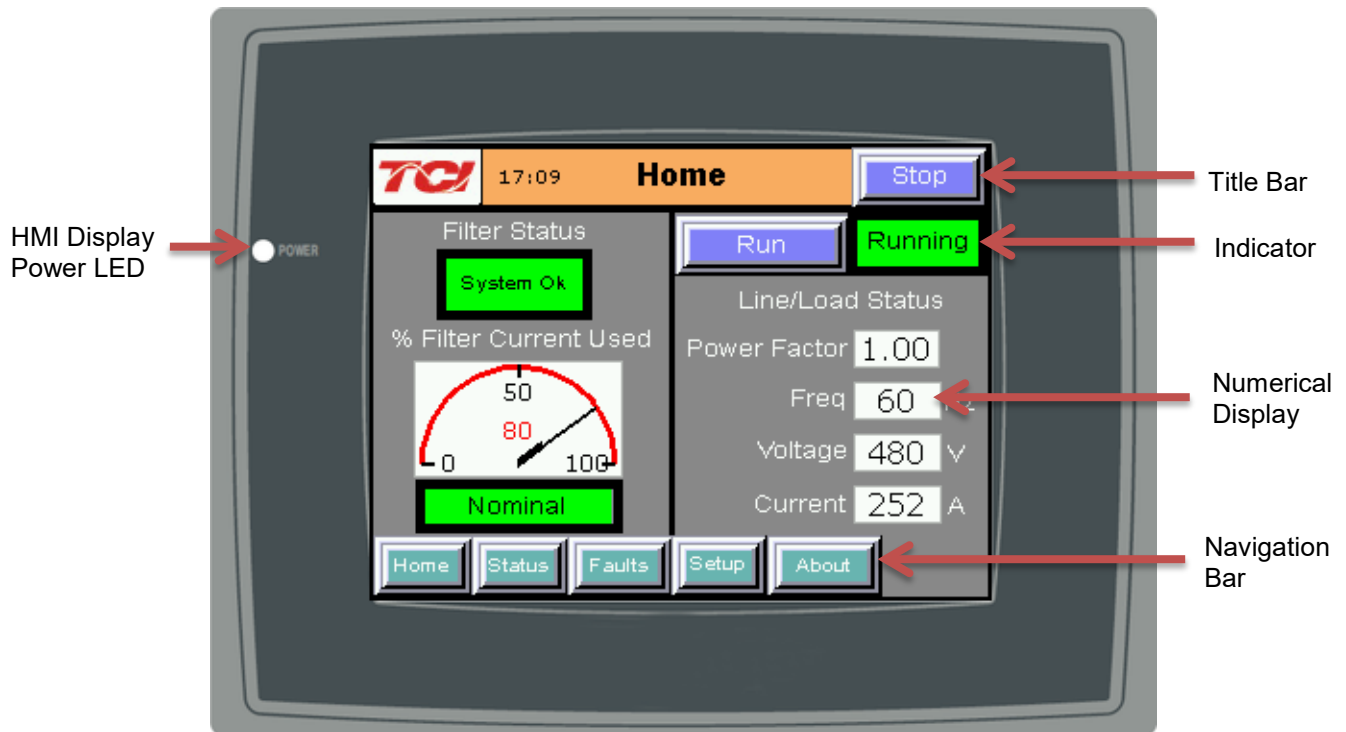 TCI 17:09 Home Stop
Title Bar
HMI Display
Power LED
POWER
Filter Status
System Ok
Run Running
Indicator
% Filter Current Used
50
80
0 100
Nominal
Line/Load Status
Power Factor 1.00
Freq 60
Numerical
Display
Voltage 480 V
Current 252 A
Home Status Faults Setup About
Navigation
Bar